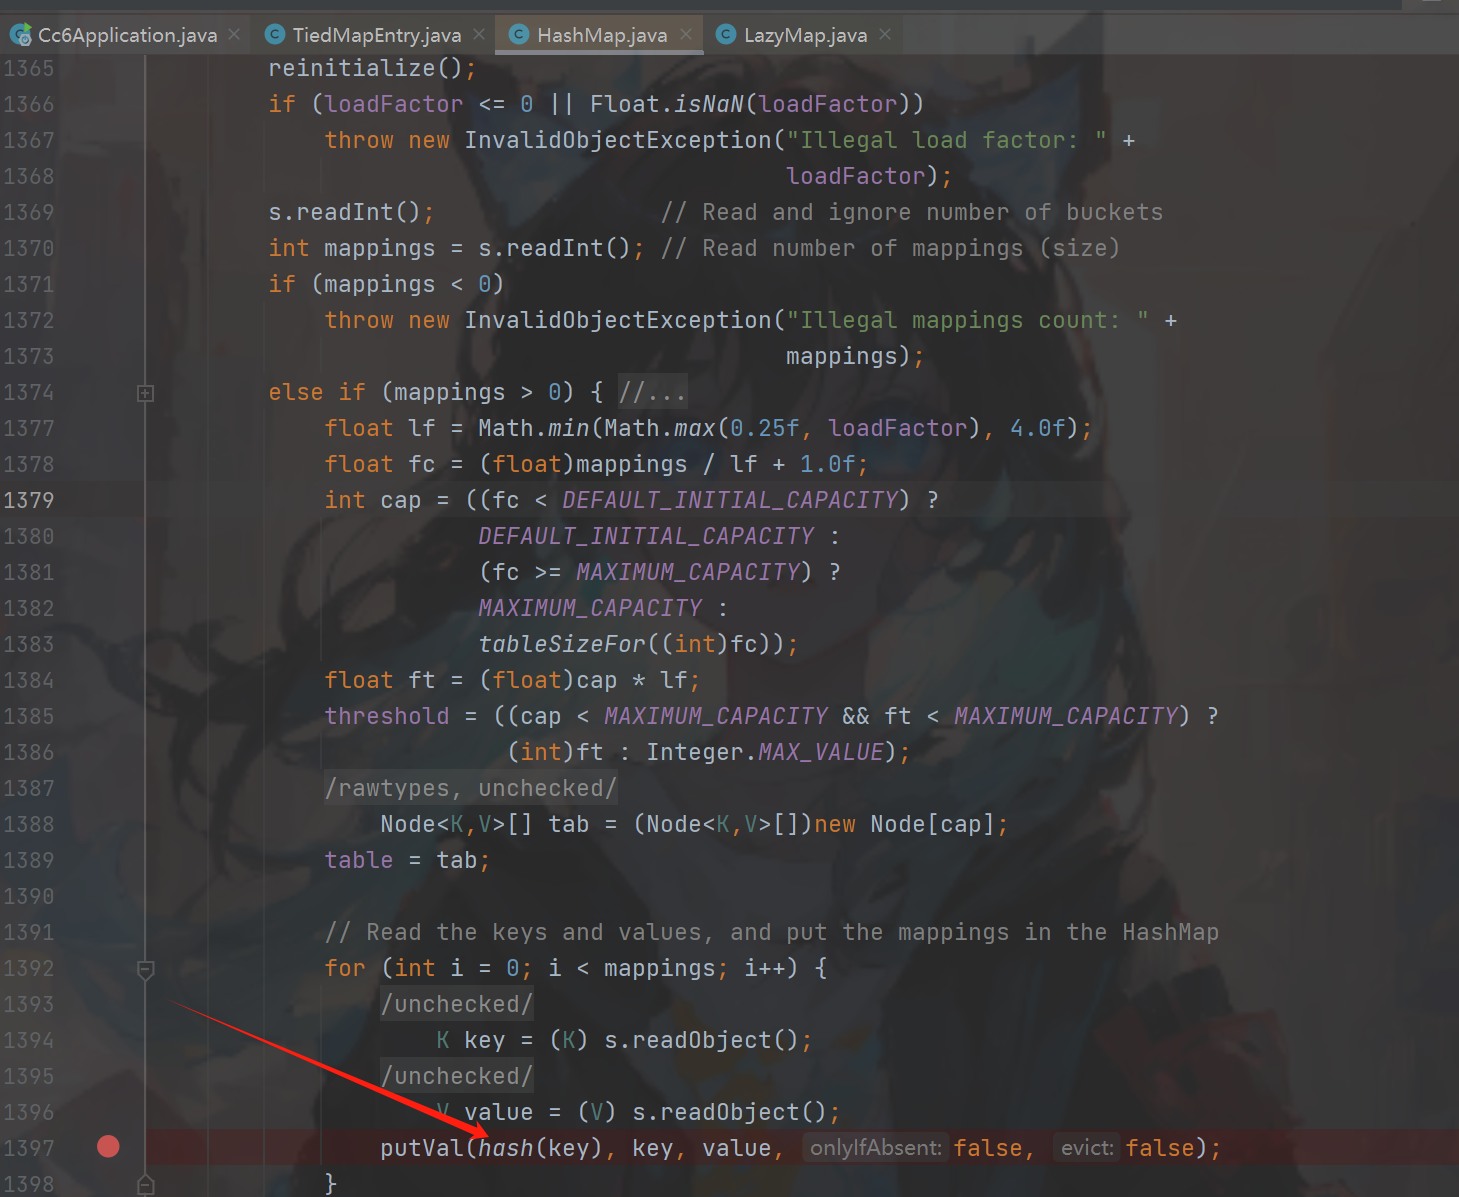 Cc6Application.java TiedMapEntry.java HashMap.java LazyMap.java
1365 reinitialize();
1366 if (loadFactor <= 0 || Float.isNaN(loadFactor))
1367 throw new InvalidObjectException("Illegal load factor: " +
1368 loadFactor);
1369 s.readInt(); // Read and ignore number of buckets
1370 int mappings = s.readInt(); // Read number of mappings (size)
1371 if (mappings < 0)
1372 throw new InvalidObjectException("Illegal mappings count: " +
1373 mappings);
1374 else if (mappings > 0) { //...
1377 float lf = Math.min(Math.max(0.25f, loadFactor), 4.0f);
1378 float fc = (float)mappings / lf + 1.0f;
1379 int cap = ((fc < DEFAULT_INITIAL_CAPACITY) ?
1380 DEFAULT_INITIAL_CAPACITY :
1381 (fc >= MAXIMUM_CAPACITY) ?
1382 MAXIMUM_CAPACITY :
1383 tableSizeFor((int)fc));
1384 float ft = (float)cap * lf;
1385 threshold = ((cap < MAXIMUM_CAPACITY && ft < MAXIMUM_CAPACITY) ?
1386 (int)ft : Integer.MAX_VALUE);
1387 /rawtypes, unchecked/
1388 Node<K,V>[] tab = (Node<K,V>[])new Node[cap];
1389 table = tab;
1390
1391 // Read the keys and values, and put the mappings in the HashMap
1392 for (int i = 0; i < mappings; i++) {
1393 /unchecked/
1394 K key = (K) s.readObject();
1395 /unchecked/
1396 V value = (V) s.readObject();
1397 putVal(hash(key), key, value, onlyIfAbsent: false, evict: false);
1398 }